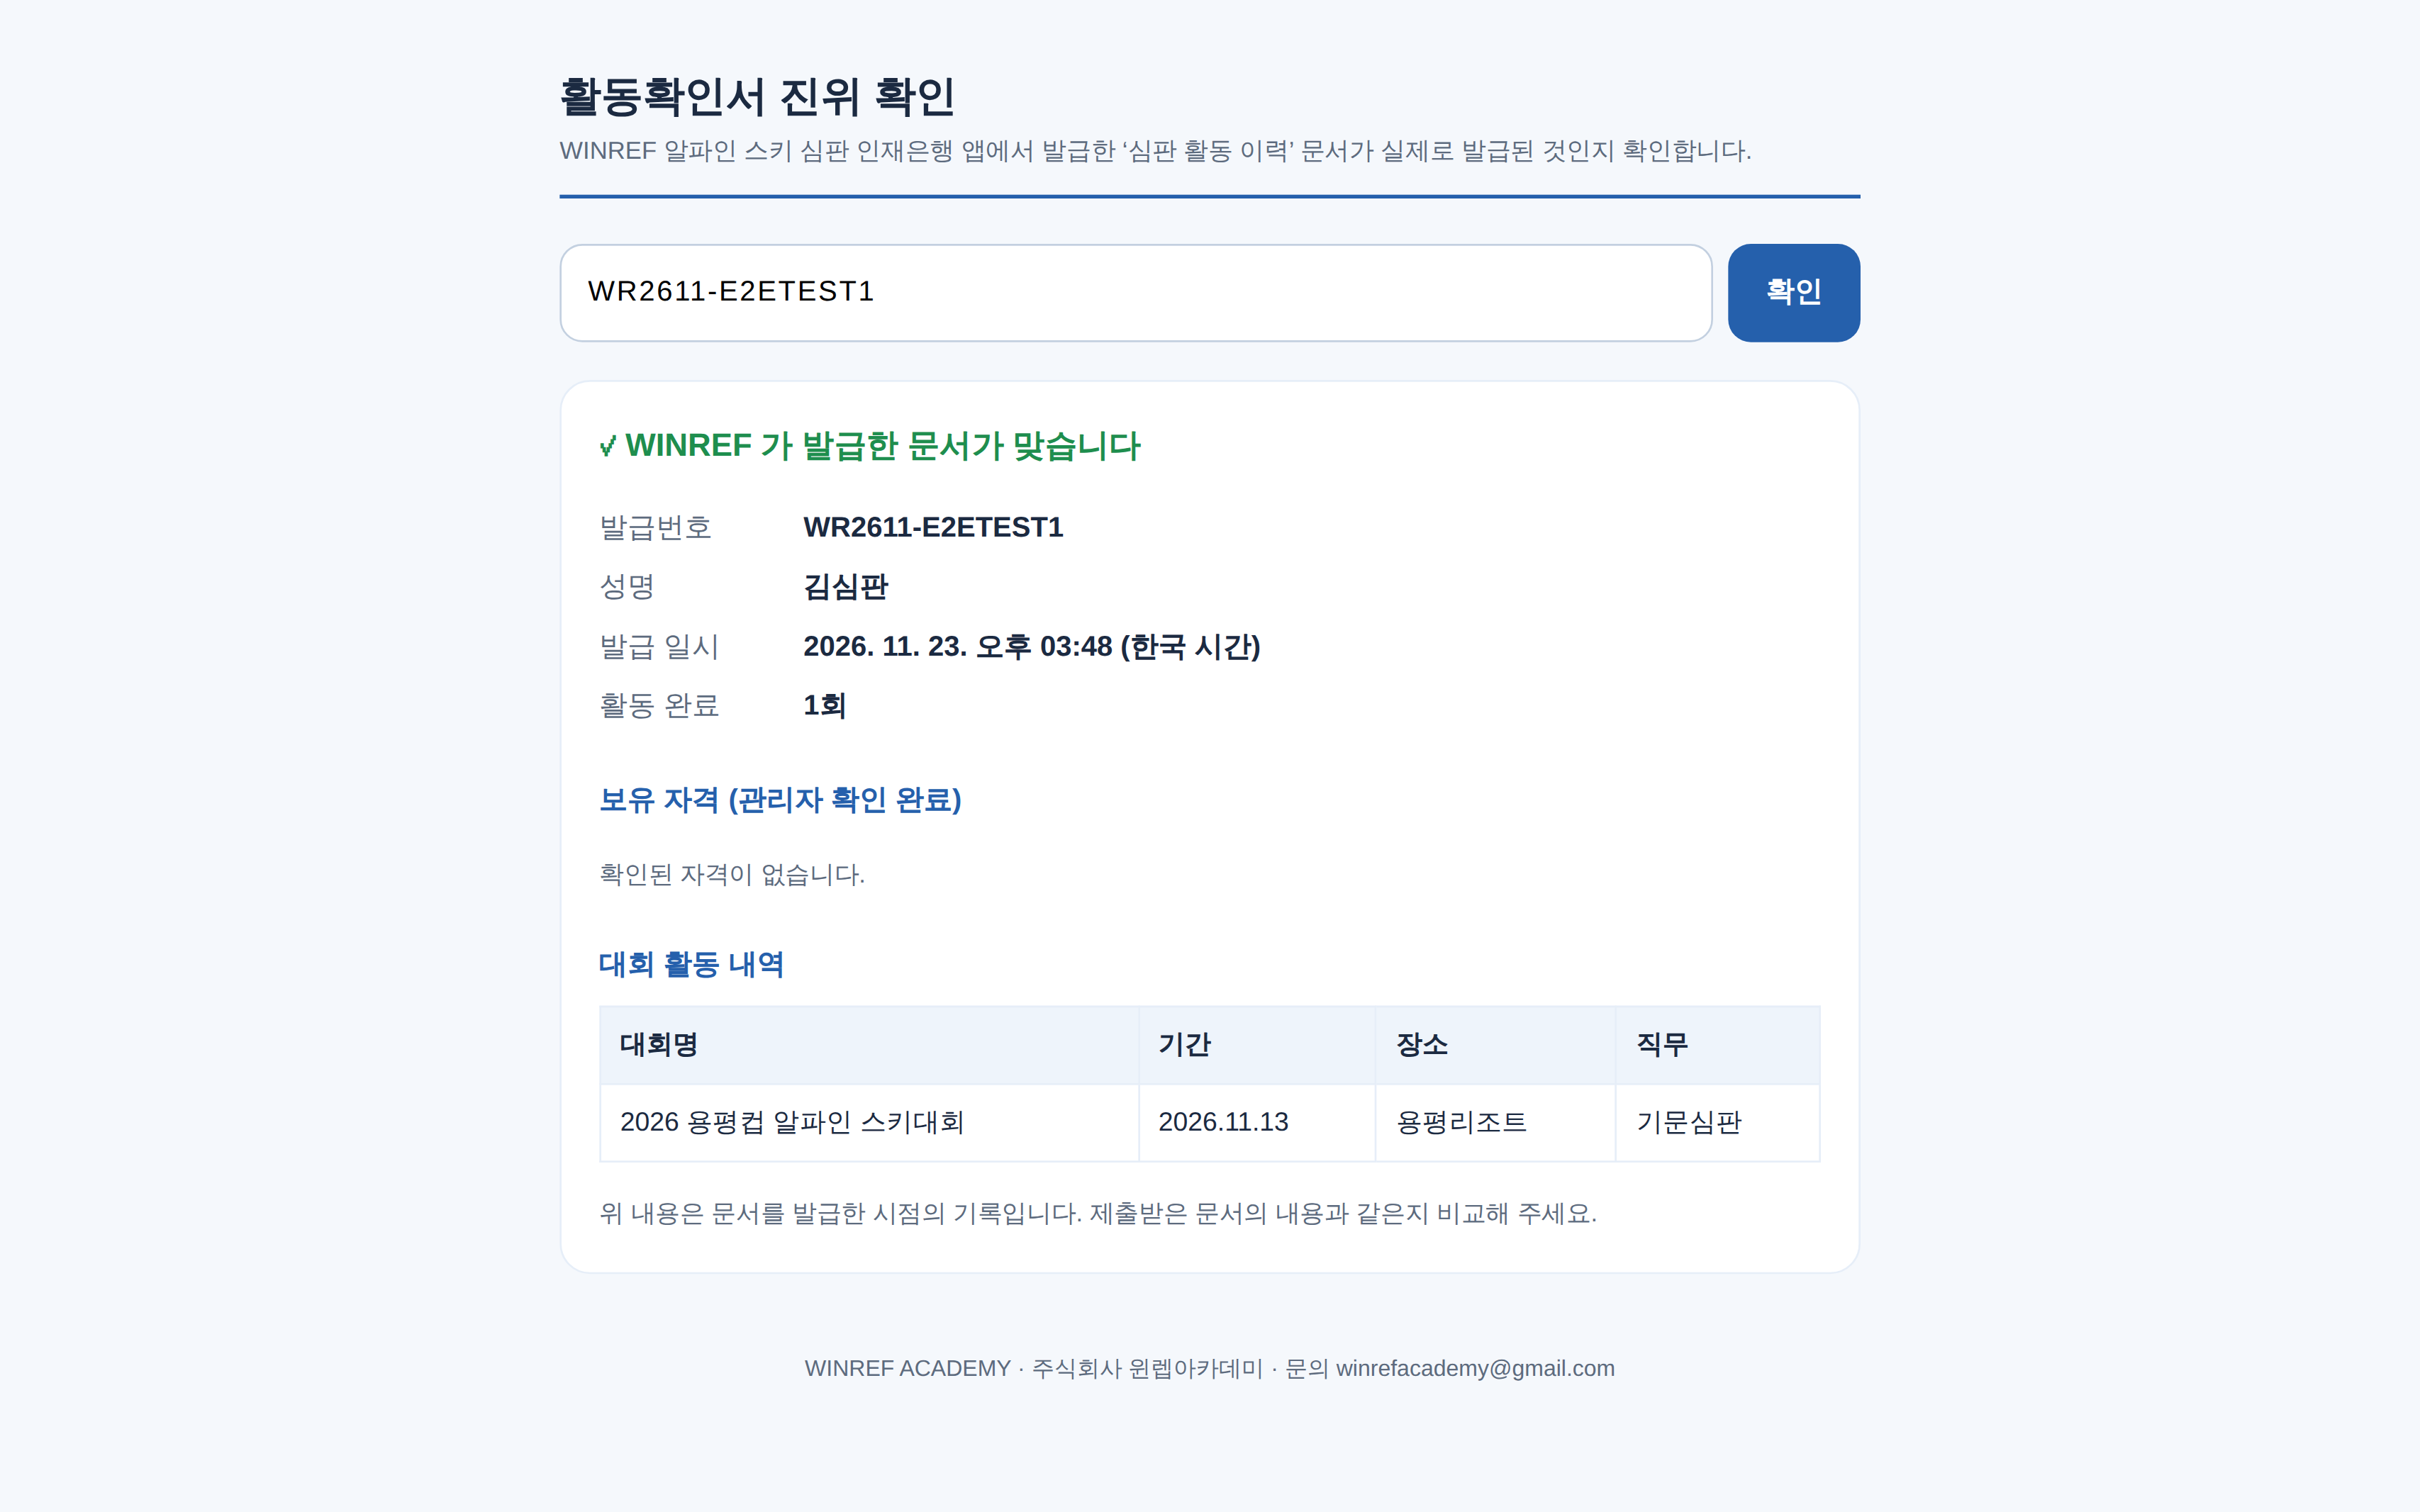 활동확인서 진위 확인
WINREF 알파인 스키 심판 인재은행 앱에서 발급한 ‘심판 활동 이력’ 문서가 실제로 발급된 것인지 확인합니다.
WR2611-E2ETEST1
확인
✓ WINREF 가 발급한 문서가 맞습니다
발급번호 WR2611-E2ETEST1
성명 김심판
발급 일시 2026. 11. 23. 오후 03:48 (한국 시간)
활동 완료 1회
보유 자격 (관리자 확인 완료)
확인된 자격이 없습니다.
대회 활동 내역
대회명 기간 장소 직무
2026 용평컵 알파인 스키대회 2026.11.13 용평리조트 기문심판
위 내용은 문서를 발급한 시점의 기록입니다. 제출받은 문서의 내용과 같은지 비교해 주세요.
WINREF ACADEMY · 주식회사 윈렙아카데미 · 문의 winrefacademy@gmail.com